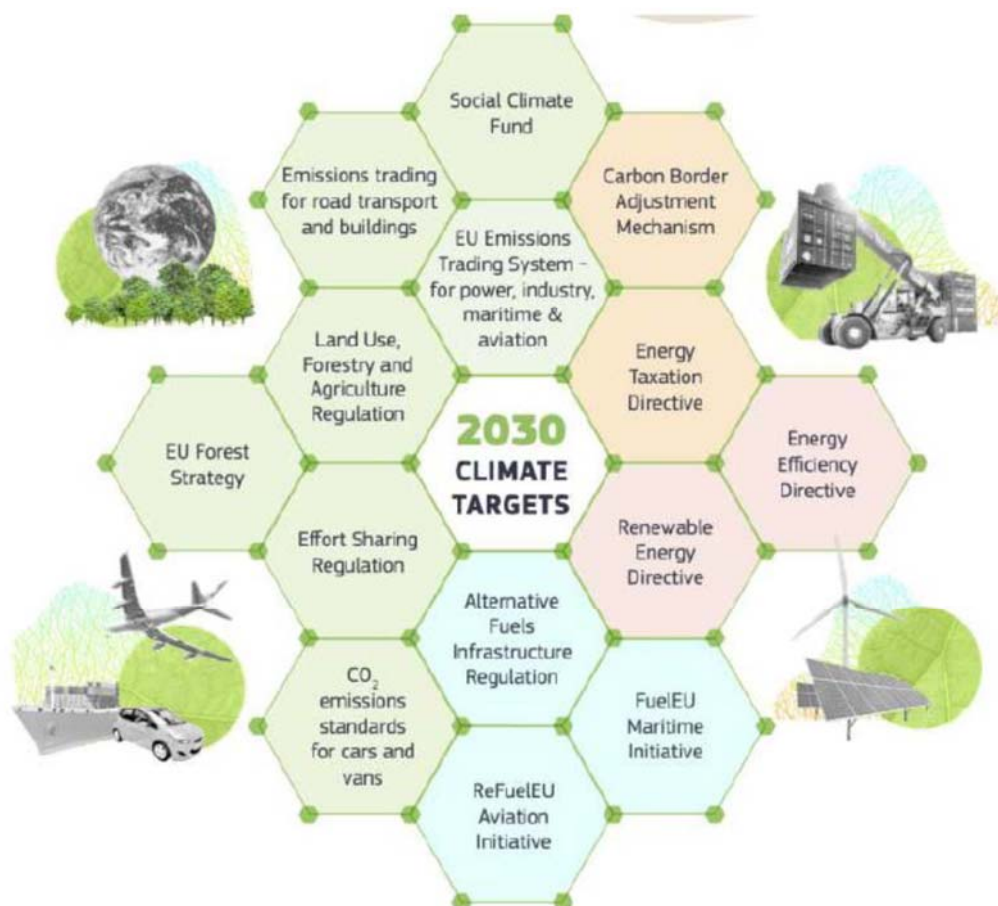 Social Climate
Fund
Emissions trading
for road transport
and buildings
Carbon Border
Adjustment
Mechanism
EU Emissions
Trading System –
for power, industry,
maritime &
aviation
Land Use,
Forestry and
Agriculture
Regulation
Energy
Taxation
Directive
EU Forest
Strategy
2030
CLIMATE
TARGETS
Energy
Efficiency
Directive
Effort Sharing
Regulation
Renewable
Energy
Directive
Alternative
Fuels
Infrastructure
Regulation
CO₂
emissions
standards
for cars and
vans
FuelEU
Maritime
Initiative
ReFuelEU
Aviation
Initiative